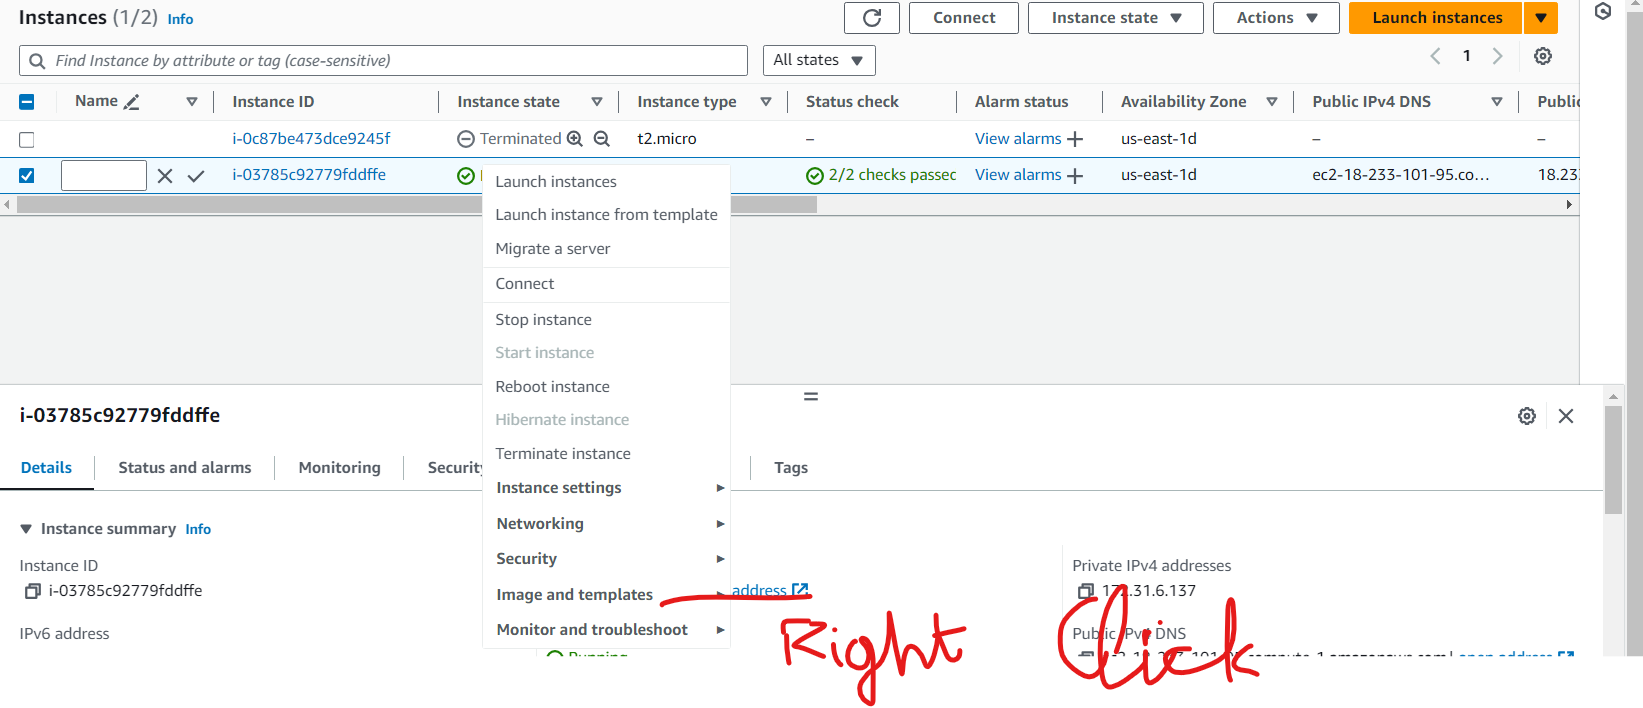 Instances (1/2) Info Connect Instance state Actions Launch instances
Find Instance by attribute or tag (case-sensitive) All states 1
Name Instance ID Instance state Instance type Status check Alarm status Availability Zone Public IPv4 DNS Public
i-0c87be473dce9245f Terminated t2.micro – View alarms + us-east-1d – –
i-03785c92779fddffe 2/2 checks passec View alarms + us-east-1d ec2-18-233-101-95.co... 18.23
Launch instances
Launch instance from template
Migrate a server
Connect
Stop instance
Start instance
Reboot instance
Hibernate instance
Terminate instance
Instance settings
Networking
Security
Image and templates
Monitor and troubleshoot
i-03785c92779fddffe
Details Status and alarms Monitoring Security Tags
Instance summary Info
Instance ID
i-03785c92779fddffe
IPv6 address
address
Running
Private IPv4 addresses
172.31.6.137
Public IPv4 DNS
Right Click